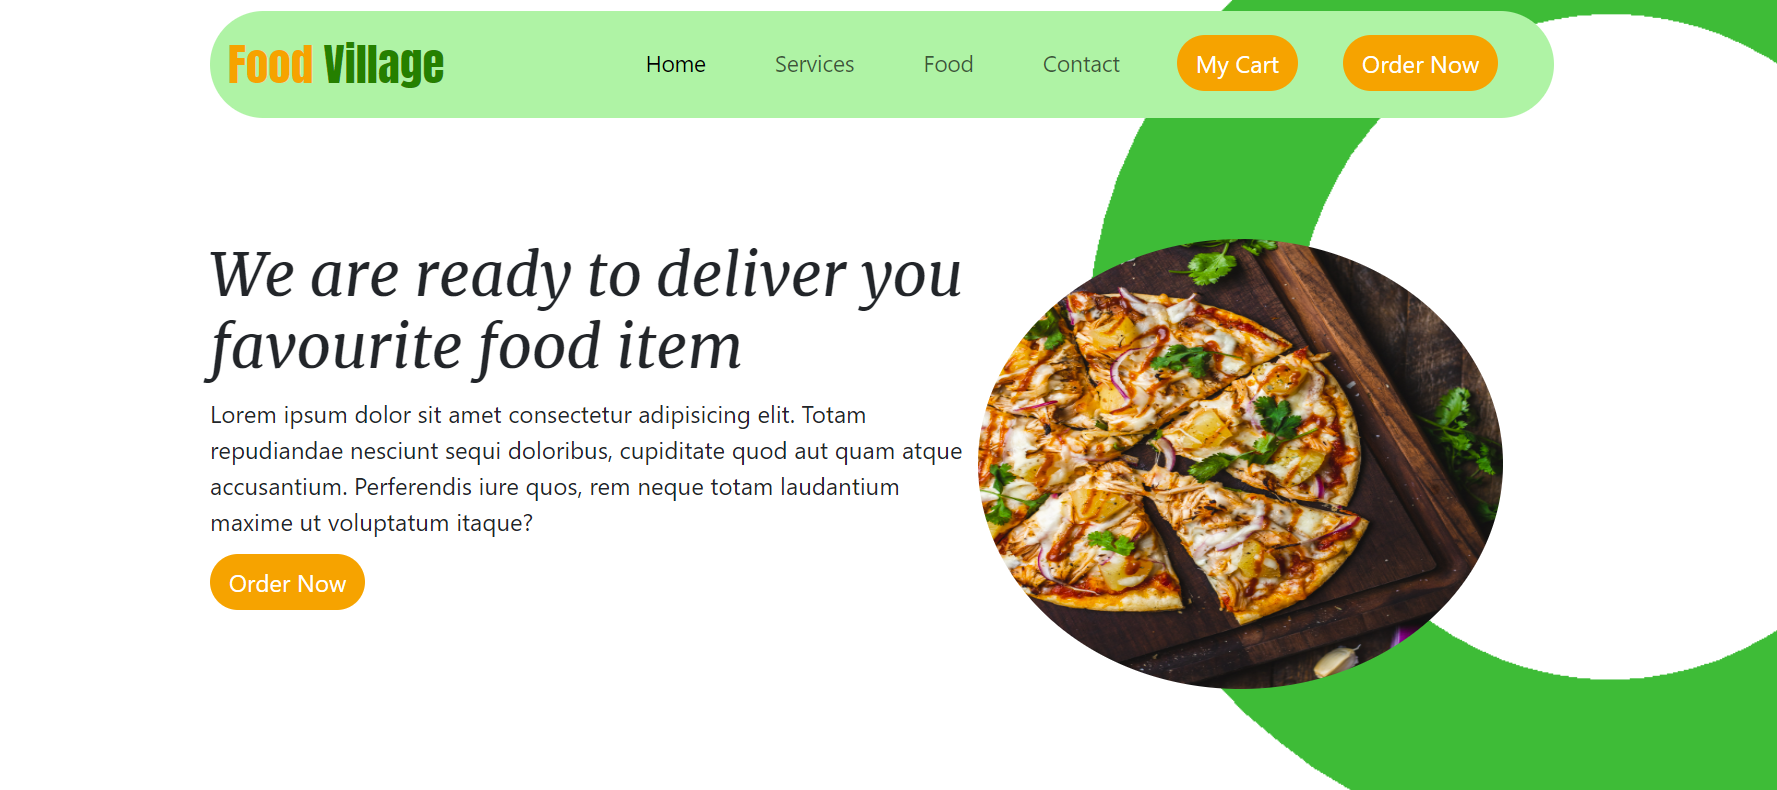 Food Village
Home
Services
Food
Contact
My Cart
Order Now
We are ready to deliver you
favourite food item
Lorem ipsum dolor sit amet consectetur adipisicing elit. Totam
repudiandae nesciunt sequi doloribus, cupiditate quod aut quam atque
accusantium. Perferendis iure quos, rem neque totam laudantium
maxime ut voluptatum itaque?
Order Now